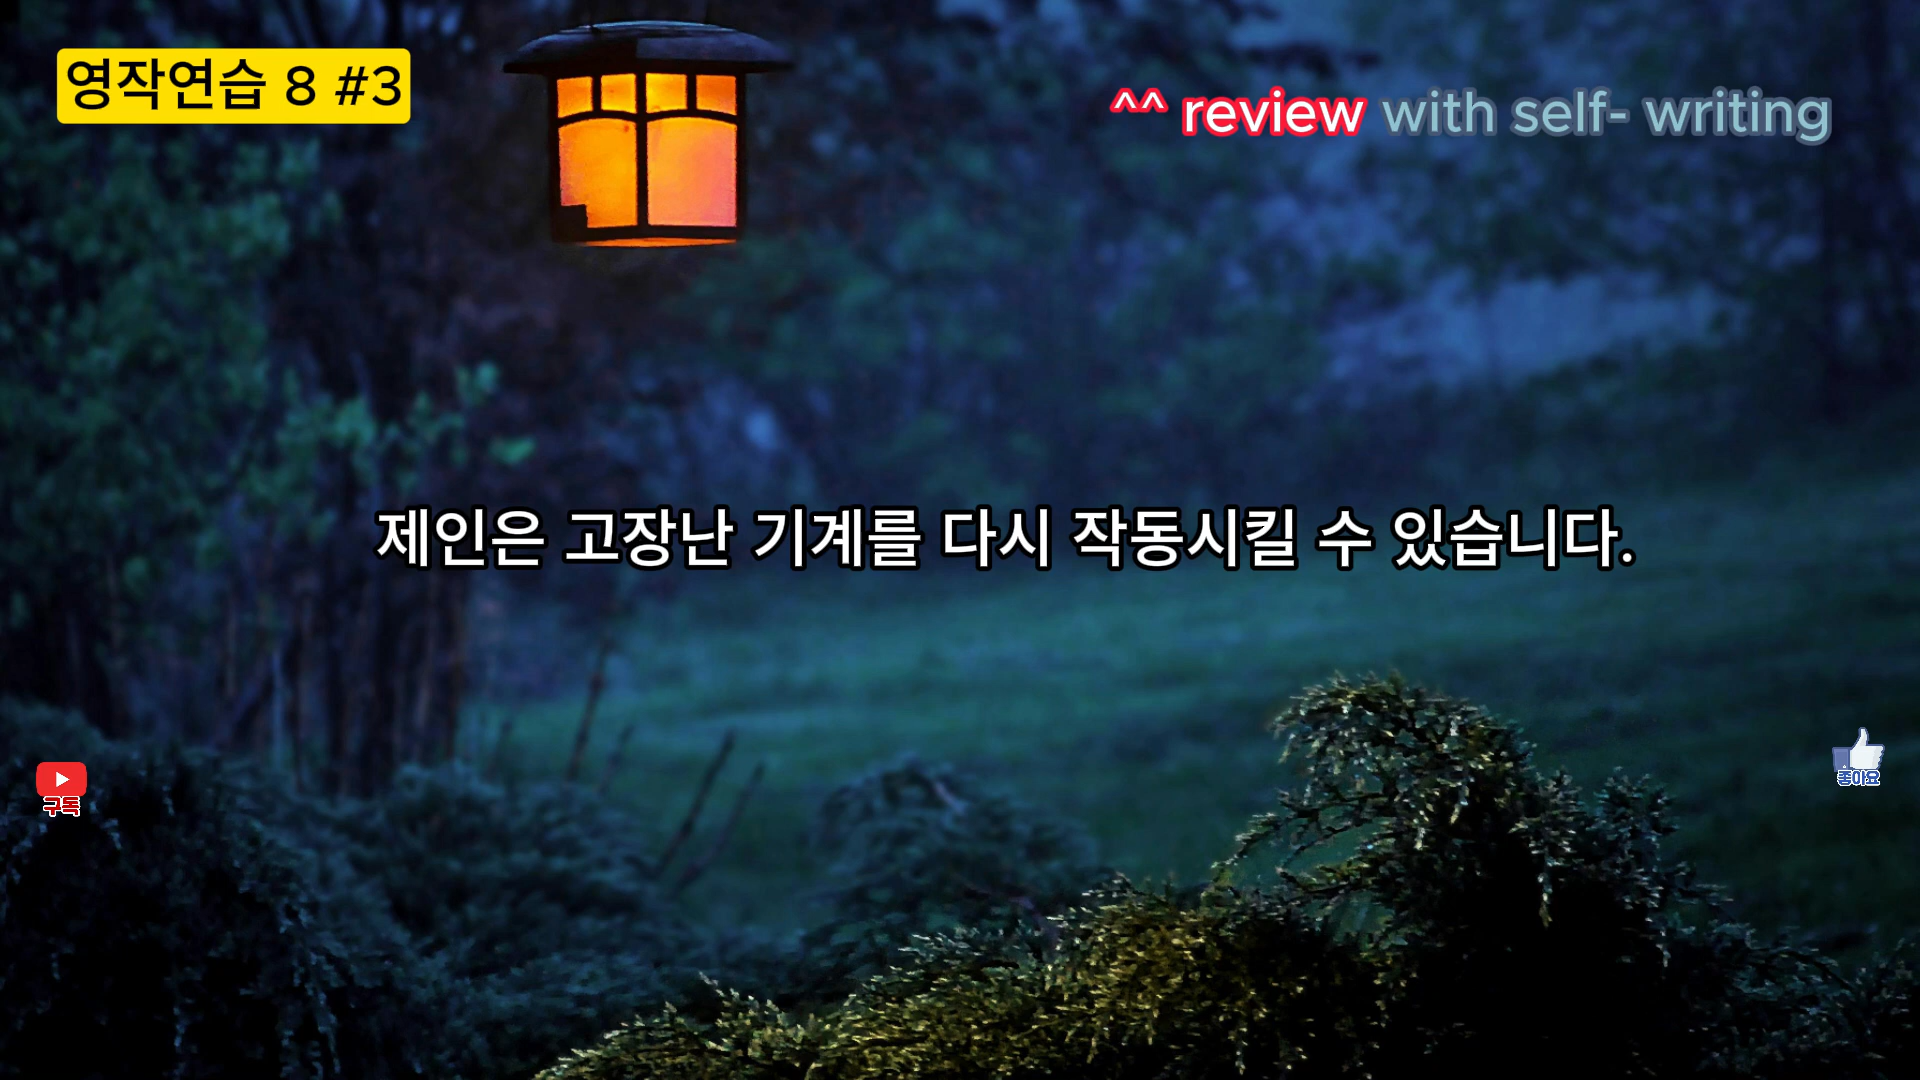 영작연습 8 #3
^^ review with self- writing
제인은 고장난 기계를 다시 작동시킬 수 있습니다.
구독
좋아요